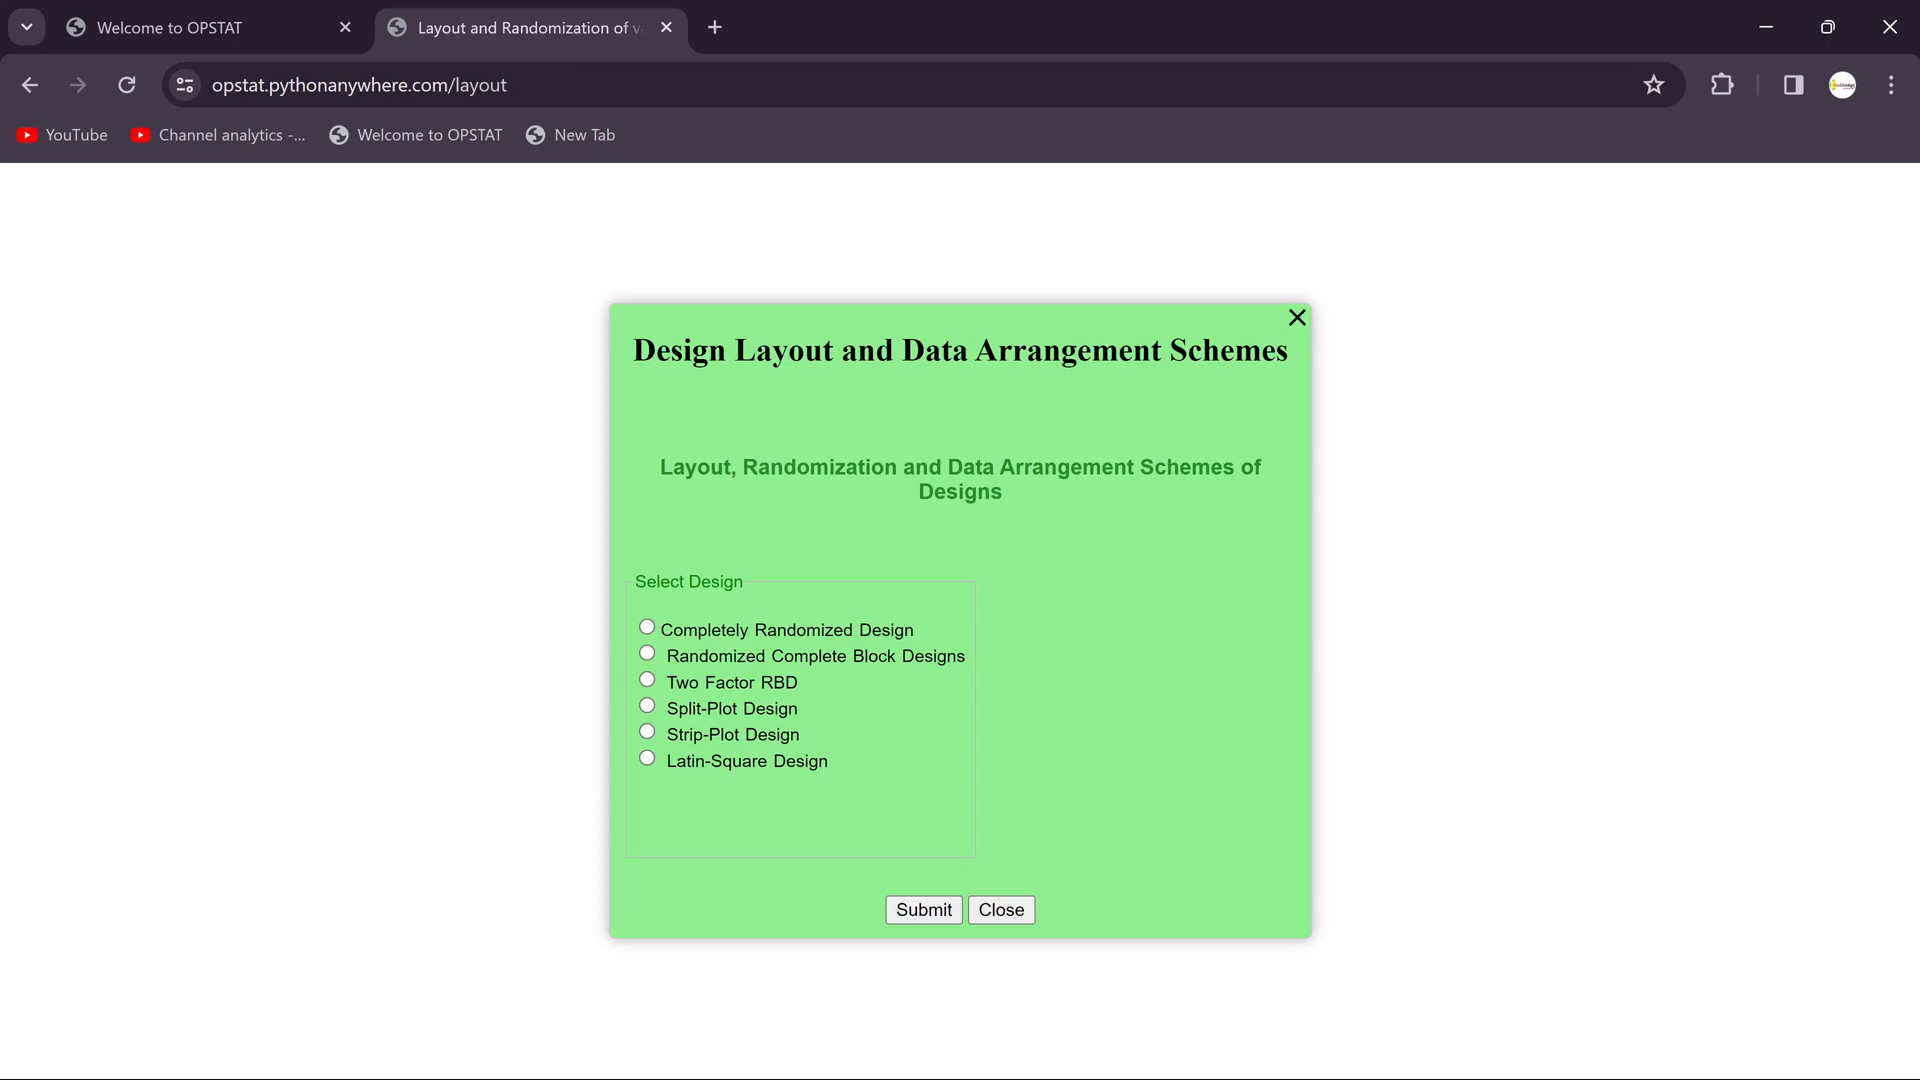 Welcome to OPSTAT
Layout and Randomization of v
opstat.pythonanywhere.com/layout
YouTube
Channel analytics -...
Welcome to OPSTAT
New Tab
Design Layout and Data Arrangement Schemes
Layout, Randomization and Data Arrangement Schemes of
Designs
Select Design
Completely Randomized Design
Randomized Complete Block Designs
Two Factor RBD
Split-Plot Design
Strip-Plot Design
Latin-Square Design
Submit
Close